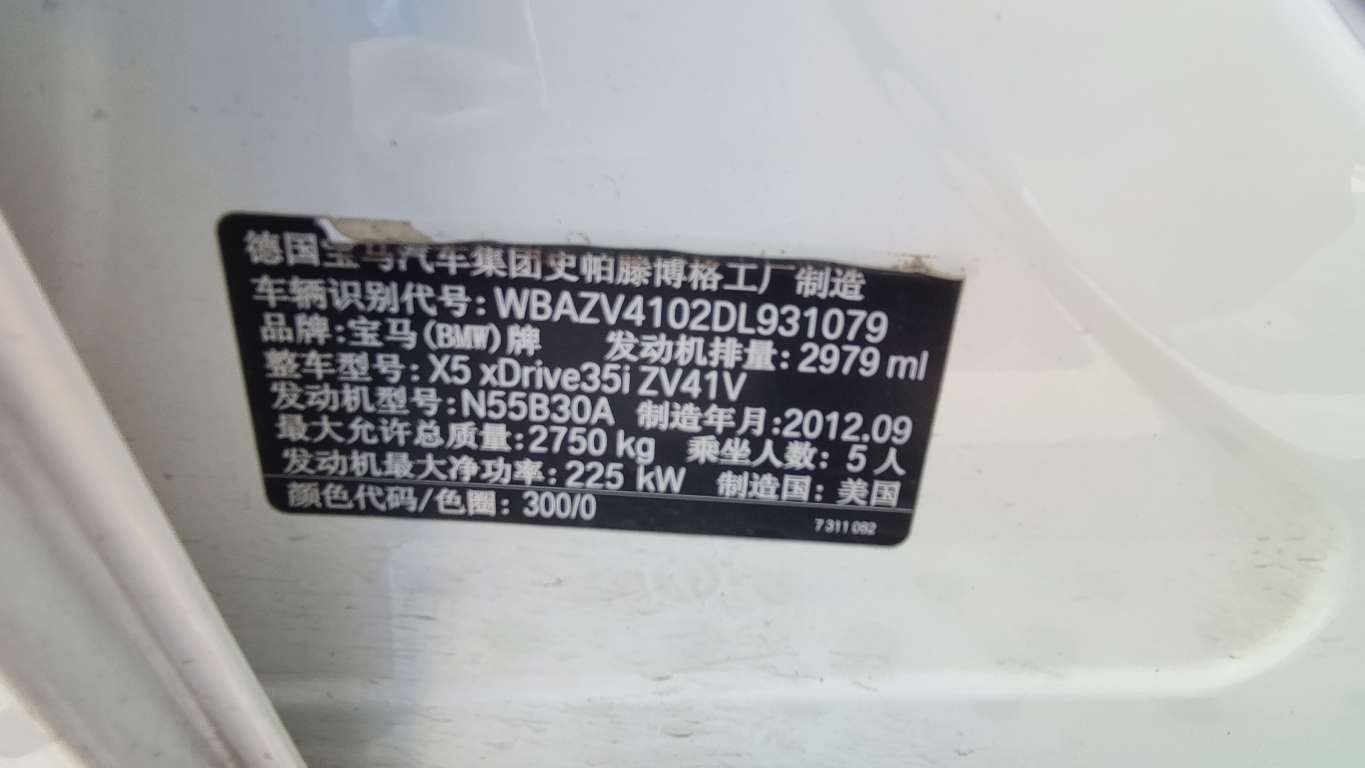 德国宝马汽车集团史帕滕博格工厂制造
车辆识别代号: WBAZV4102DL931079
品牌: 宝马(BMW)牌 发动机排量: 2979 ml
整车型号: X5 xDrive35i ZV41V
发动机型号: N55B30A 制造年月: 2012.09
最大允许总质量: 2750 kg 乘坐人数: 5 人
发动机最大净功率: 225 kW 制造国: 美国
颜色代码/色圈: 300/0
7 311 092